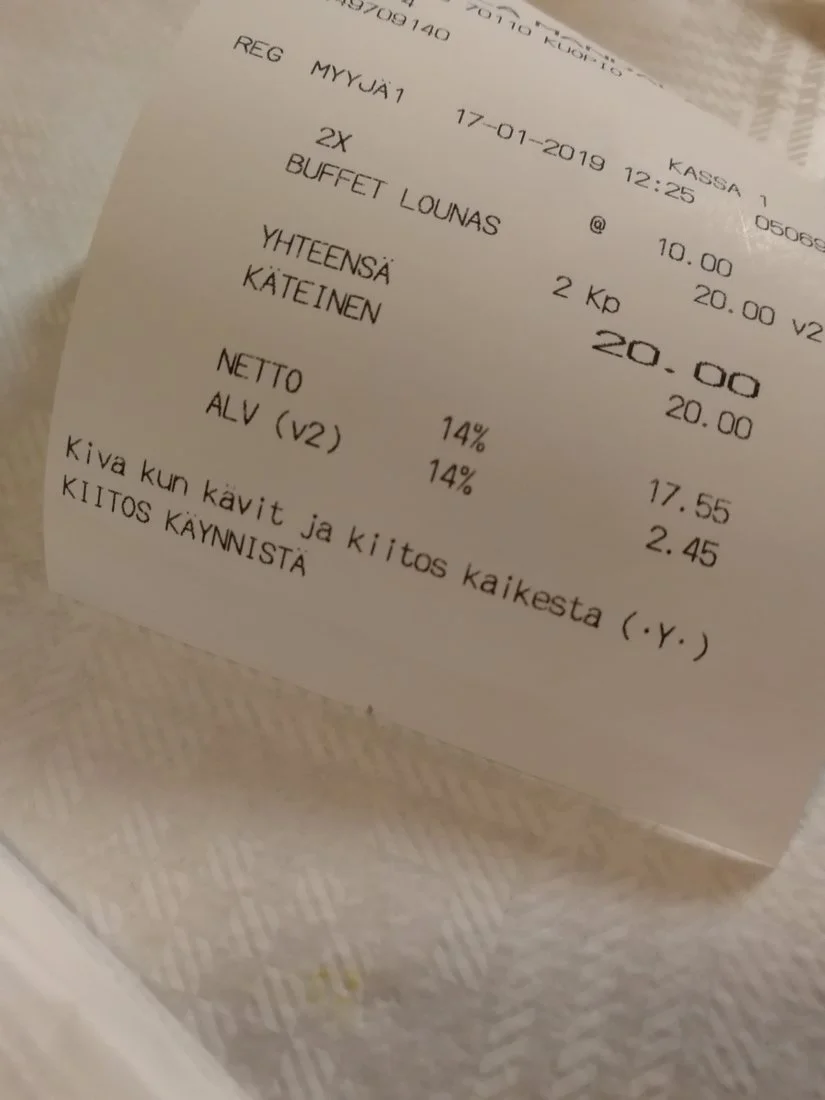 70110 KUOPIO
REG MYYJÄ1 17-01-2019 12:25
KASSA 1
2X @ 10.00
BUFFET LOUNAS 20.00 v2
YHTEENSÄ 2 Kp 20.00
KÄTEINEN 20.00
NETTO 14% 17.55
ALV (v2) 14% 2.45
Kiva kun kävit ja kiitos kaikesta (.Y.)
KIITOS KÄYNNISTÄ